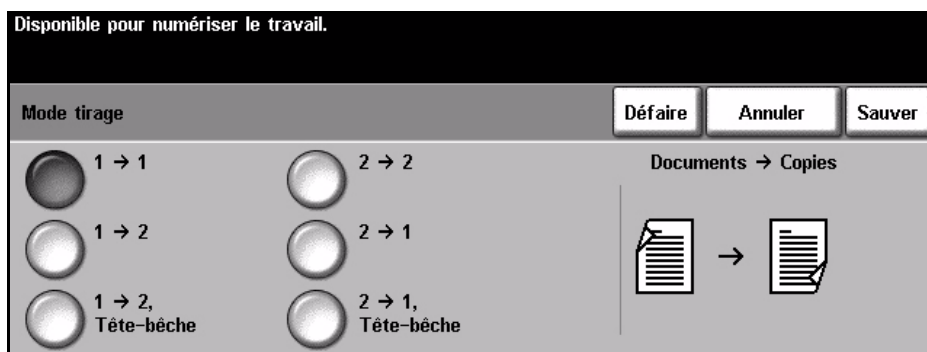 Disponible pour numériser le travail.
Mode tirage
Défaire
Annuler
Sauver
1 → 1
2 → 2
Documents → Copies
1 → 2
2 → 1
1 → 2,
Tête-bêche
2 → 1,
Tête-bêche